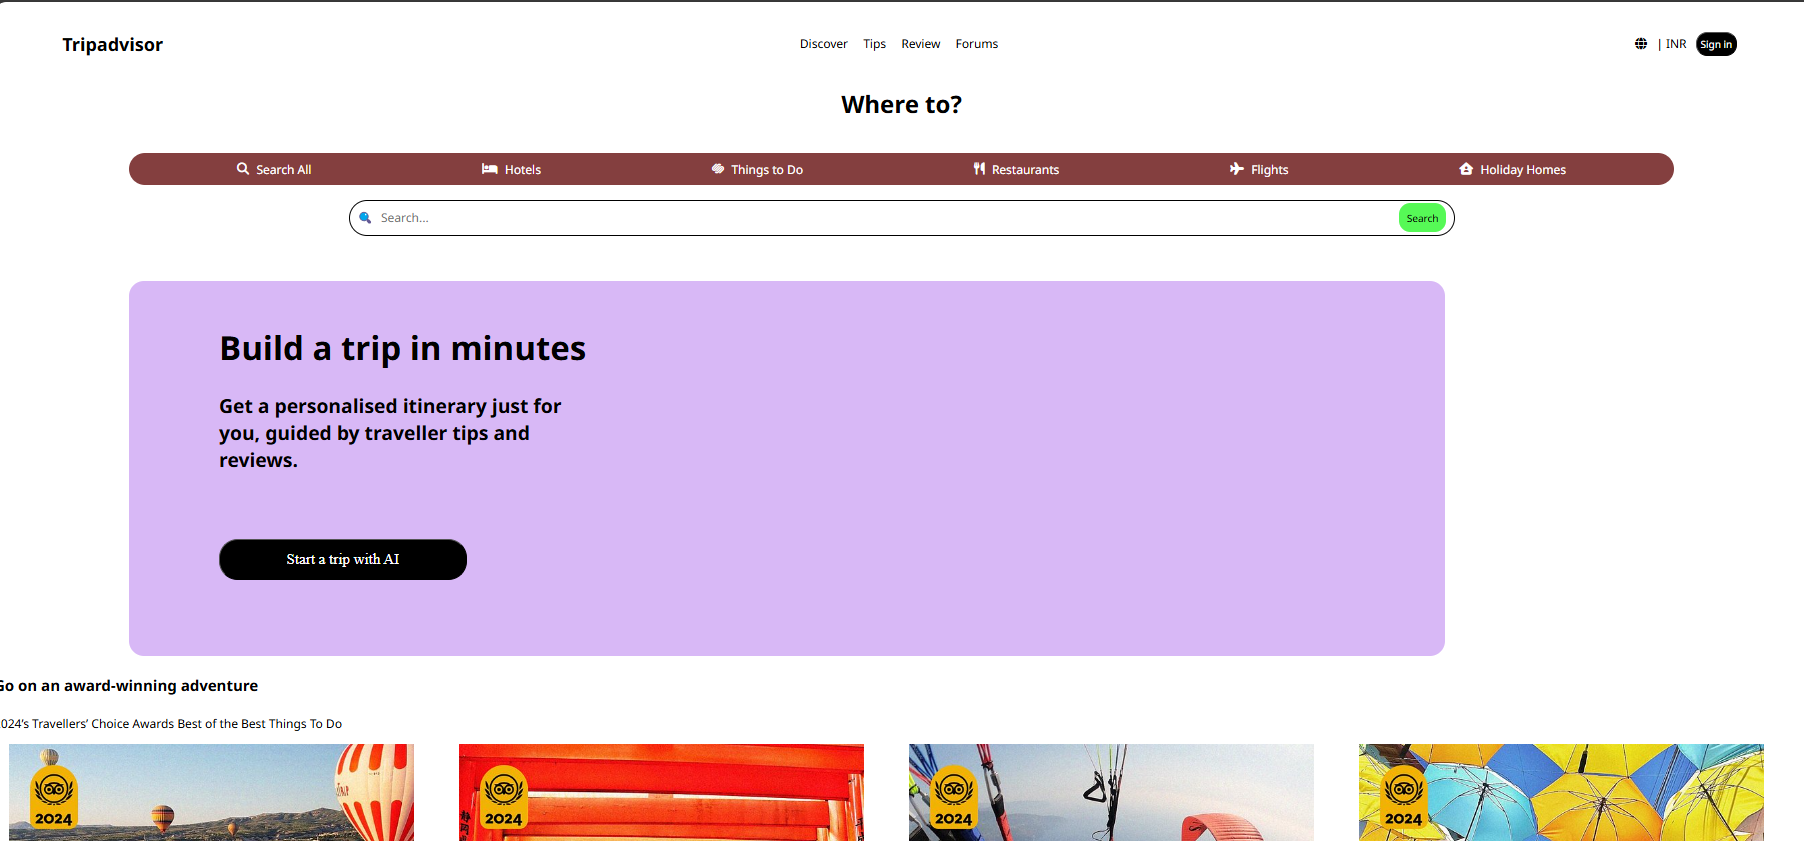 Tripadvisor
Discover Tips Review Forums
| INR Sign in
Where to?
Search All Hotels Things to Do Restaurants Flights Holiday Homes
Search... Search
Build a trip in minutes
Get a personalised itinerary just for
you, guided by traveller tips and
reviews.
Start a trip with AI
Go on an award-winning adventure
024's Travellers' Choice Awards Best of the Best Things To Do
2024 2024 2024 2024